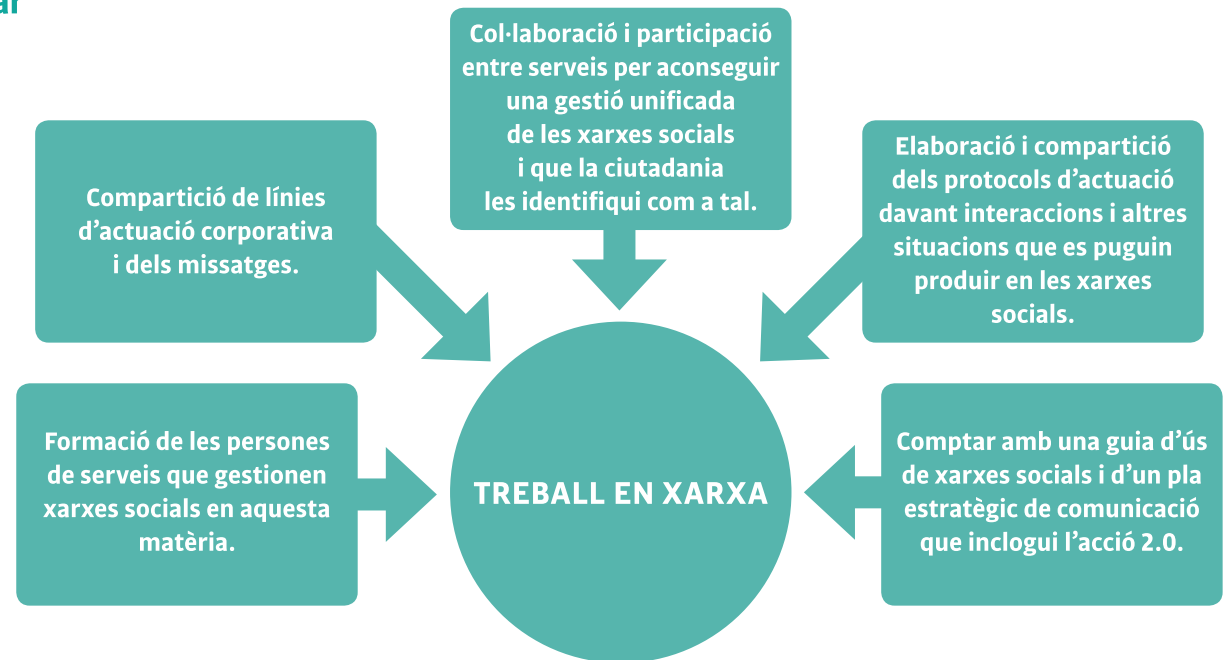 ar
Col·laboració i participació
entre serveis per aconseguir
una gestió unificada
de les xarxes socials
i que la ciutadania
les identifiqui com a tal.
Compartició de línies
d'actuació corporativa
i dels missatges.
Elaboració i compartició
dels protocols d'actuació
davant interaccions i altres
situacions que es puguin
produir en les xarxes
socials.
Formació de les persones
de serveis que gestionen
xarxes socials en aquesta
matèria.
TREBALL EN XARXA
Comptar amb una guia d'ús
de xarxes socials i d'un pla
estratègic de comunicació
que inclogui l'acció 2.0.